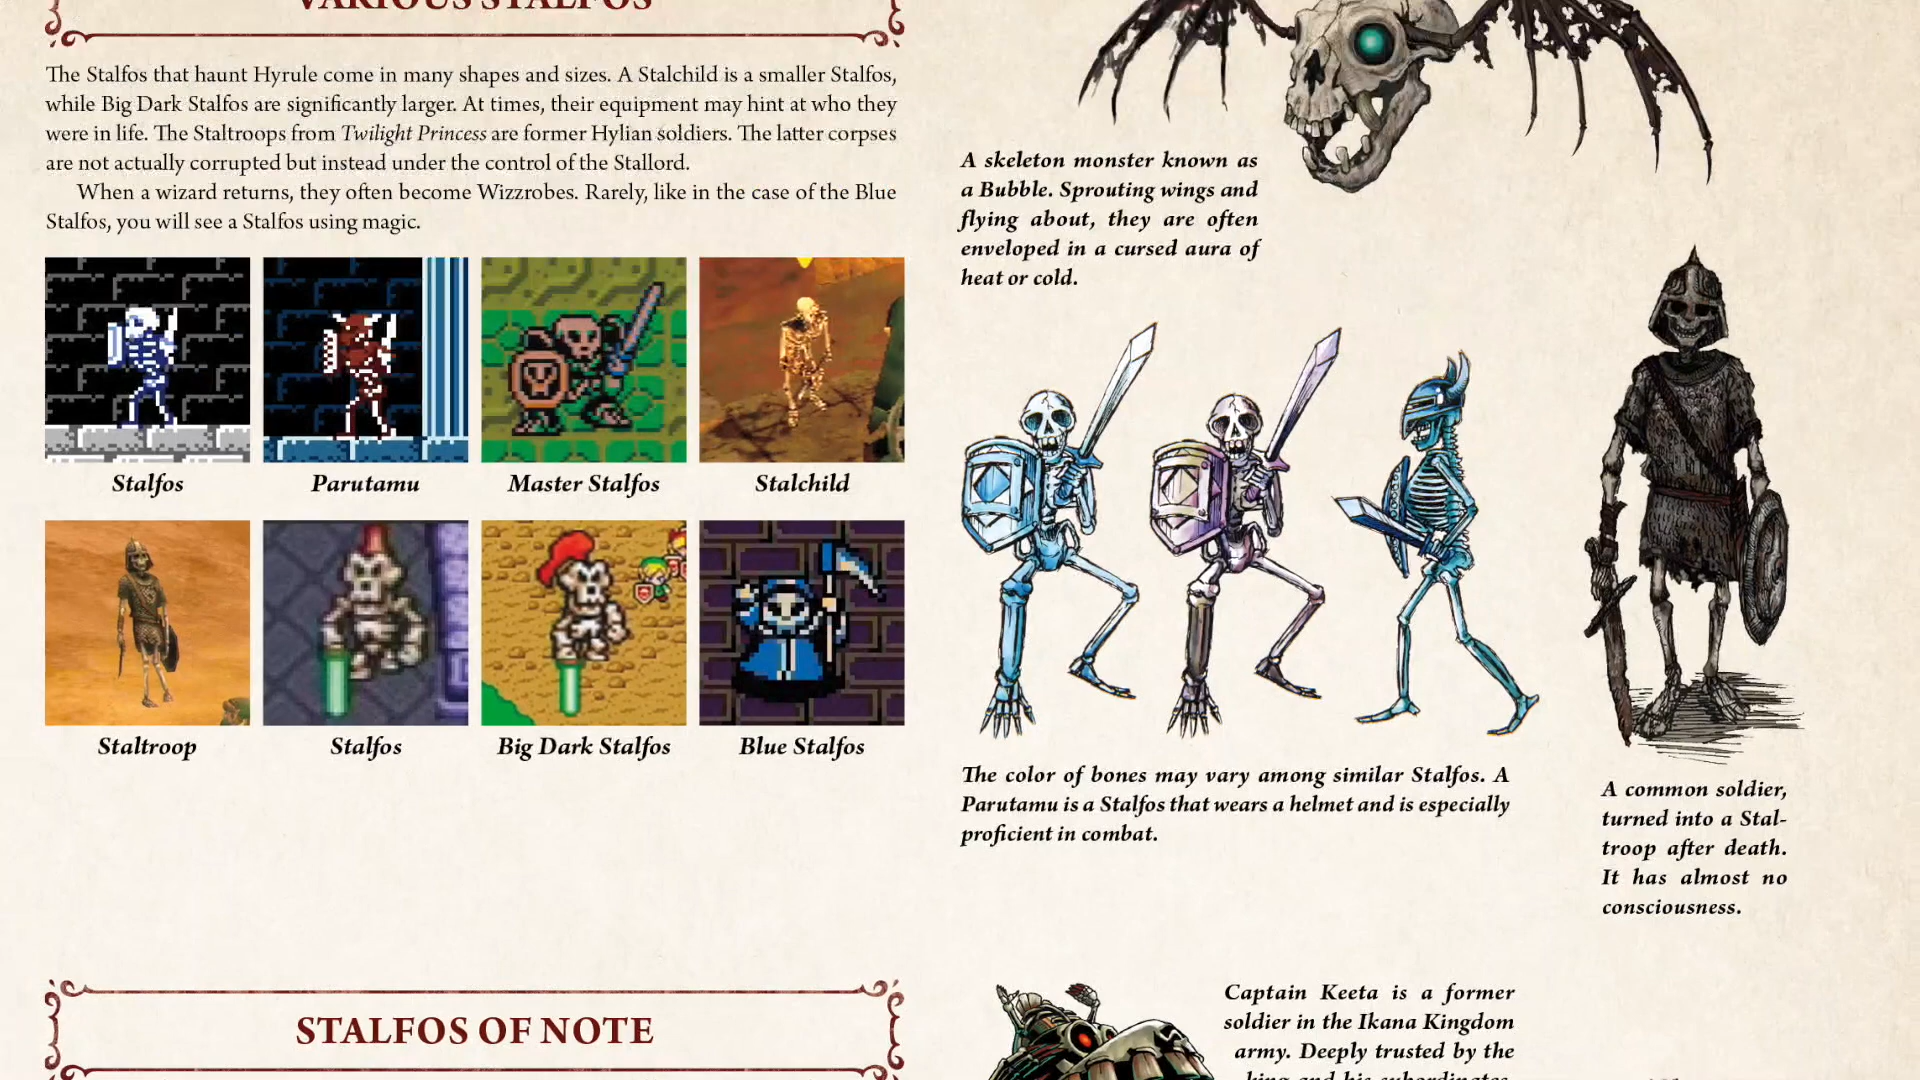 VARIOUS STALFOS
The Stalfos that haunt Hyrule come in many shapes and sizes. A Stalchild is a smaller Stalfos,
while Big Dark Stalfos are significantly larger. At times, their equipment may hint at who they
were in life. The Staltroops from Twilight Princess are former Hylian soldiers. The latter corpses
are not actually corrupted but instead under the control of the Stallord.
When a wizard returns, they often become Wizzrobes. Rarely, like in the case of the Blue
Stalfos, you will see a Stalfos using magic.
Stalfos
Parutamu
Master Stalfos
Stalchild
Staltroop
Stalfos
Big Dark Stalfos
Blue Stalfos
STALFOS OF NOTE
A skeleton monster known as
a Bubble. Sprouting wings and
flying about, they are often
enveloped in a cursed aura of
heat or cold.
The color of bones may vary among similar Stalfos. A
Parutamu is a Stalfos that wears a helmet and is especially
proficient in combat.
A common soldier,
turned into a Stal-
troop after death.
It has almost no
consciousness.
Captain Keeta is a former
soldier in the Ikana Kingdom
army. Deeply trusted by the
king and his subordinates,